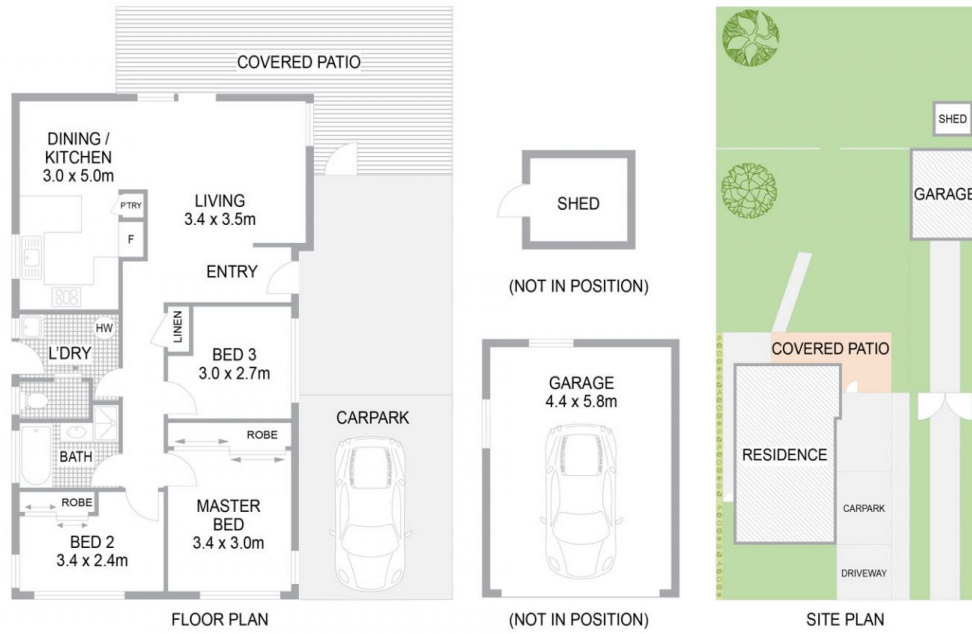 COVERED PATIO
DINING /
KITCHEN
3.0 x 5.0m
P'TRY
F
LIVING
3.4 x 3.5m
ENTRY
HW
L'DRY
LINEN
BED 3
3.0 x 2.7m
BATH
ROBE
MASTER
BED
3.4 x 3.0m
ROBE
BED 2
3.4 x 2.4m
CARPARK
FLOOR PLAN
SHED
(NOT IN POSITION)
GARAGE
4.4 x 5.8m
(NOT IN POSITION)
SHED
GARAGE
COVERED PATIO
RESIDENCE
CARPARK
DRIVEWAY
SITE PLAN